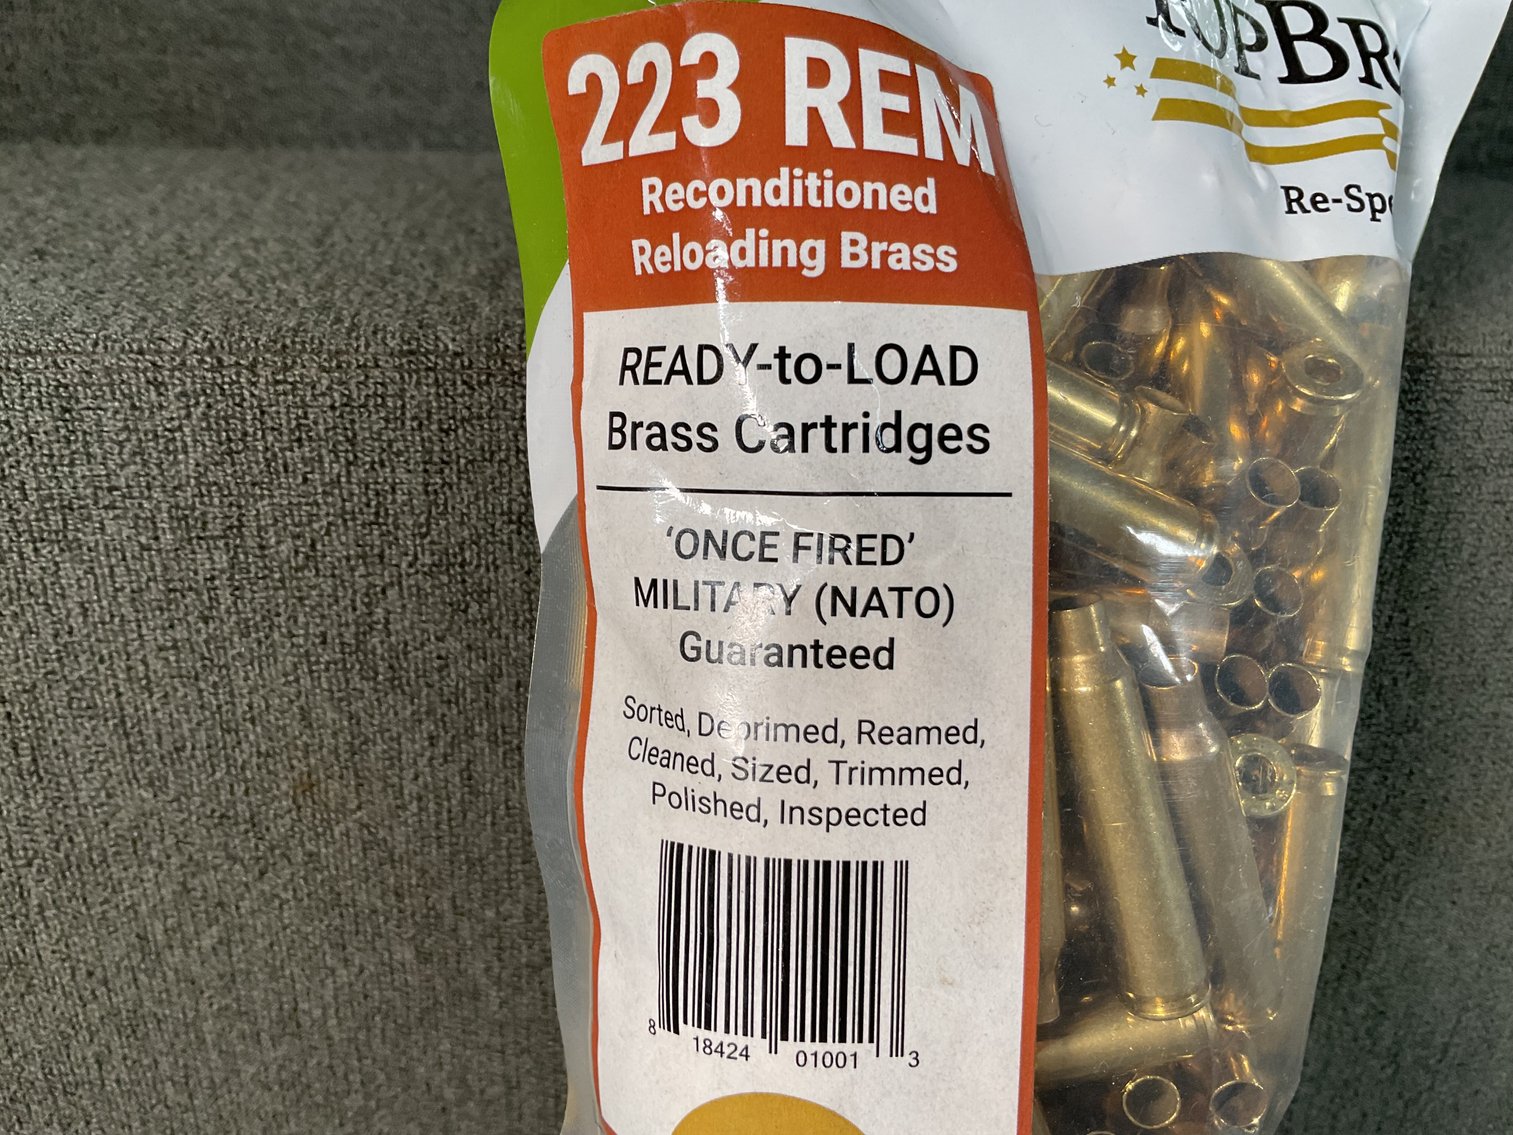 223 REM
Reconditioned
Reloading Brass
READY-to-LOAD
Brass Cartridges
'ONCE FIRED'
MILITARY (NATO)
Guaranteed
Sorted, Deprimed, Reamed,
Cleaned, Sized, Trimmed,
Polished, Inspected
8 18424 01001 3